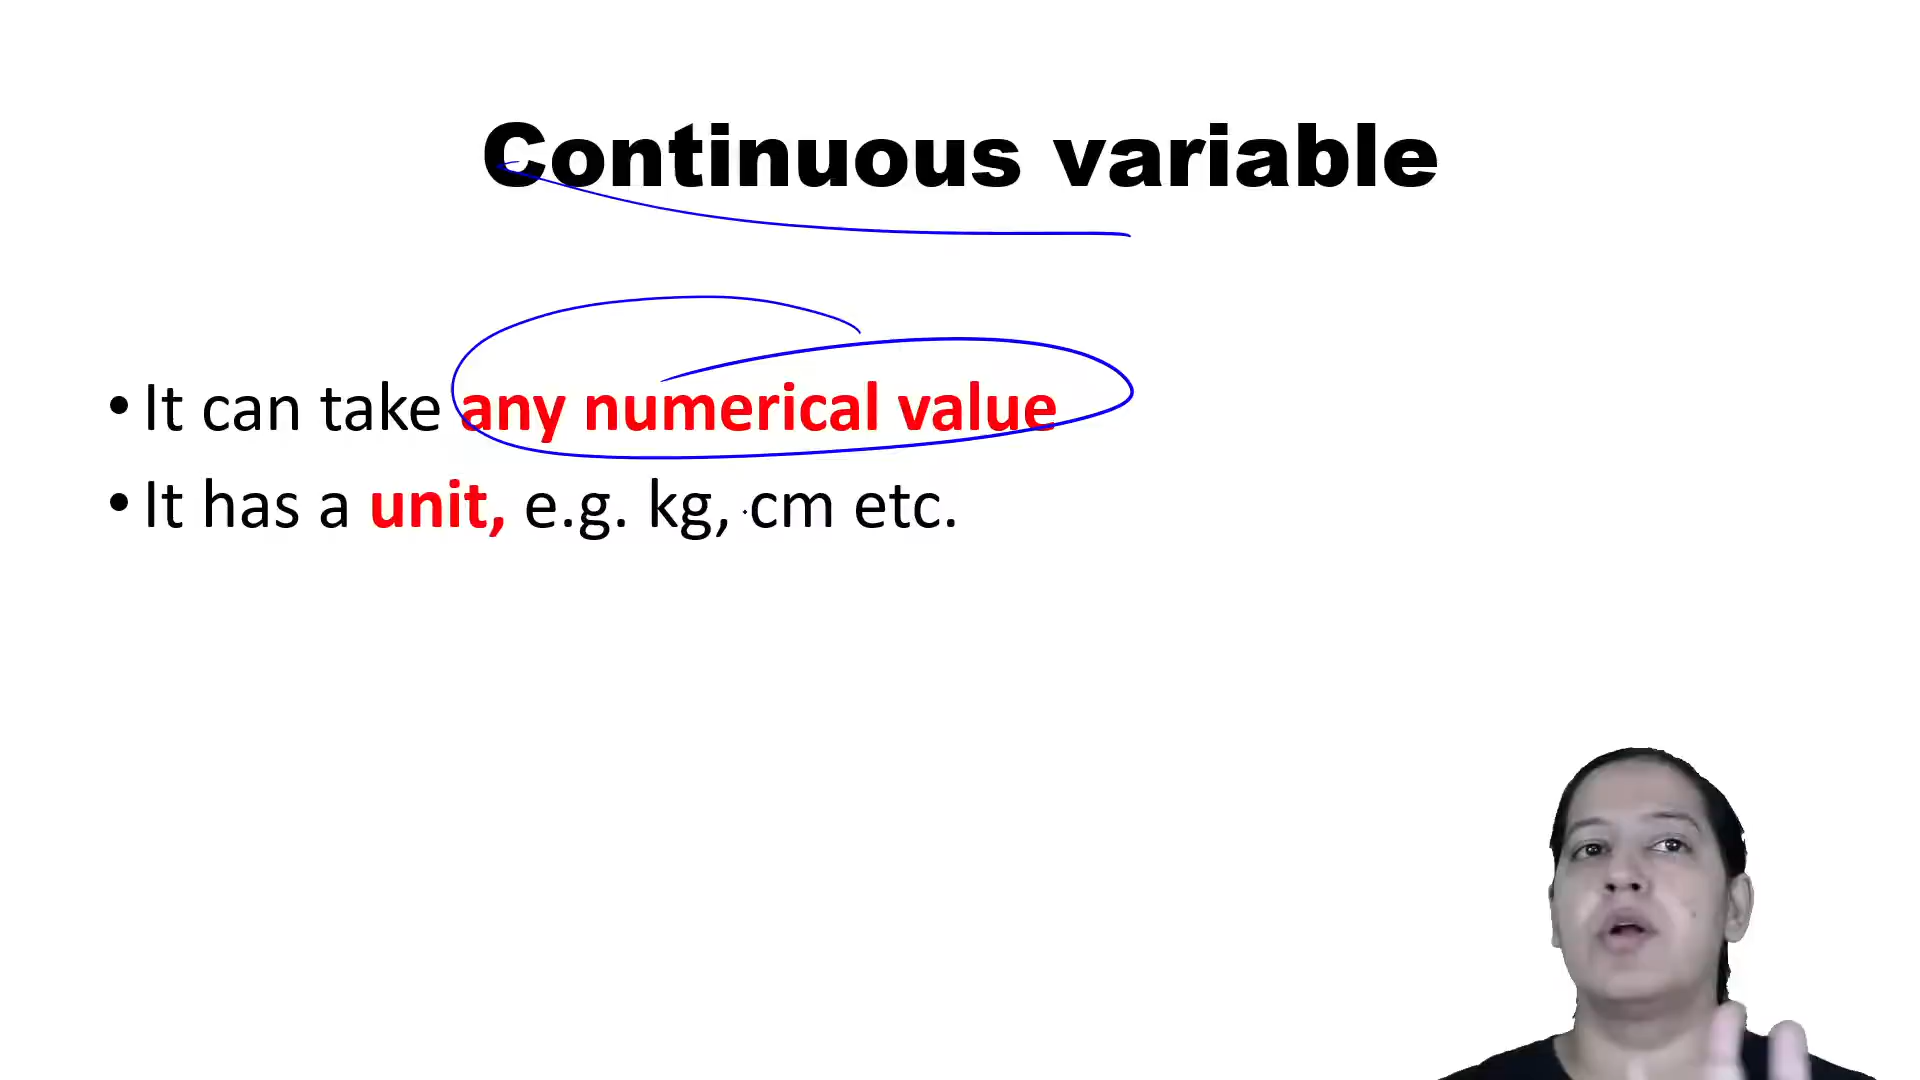 Continuous variable
• It can take any numerical value
• It has a unit, e.g. kg, cm etc.